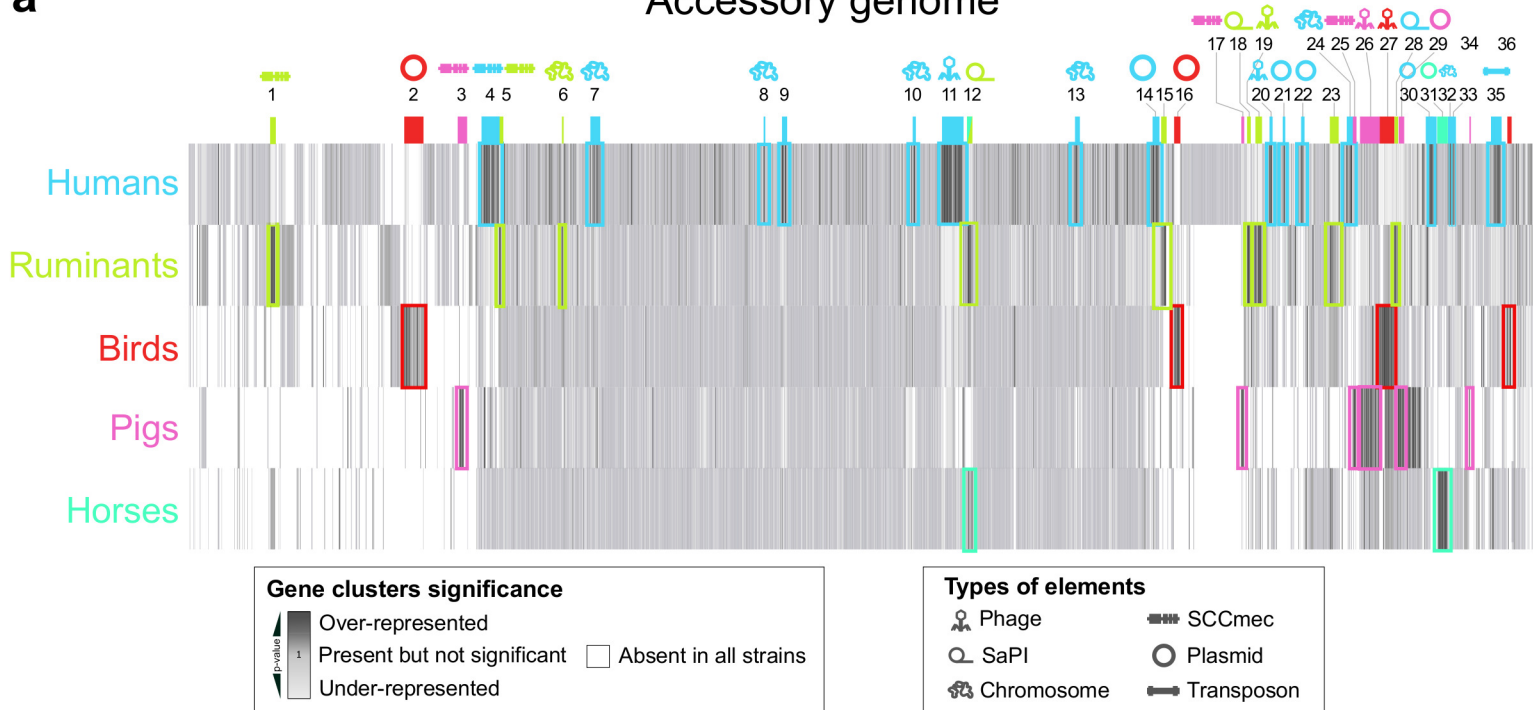 a
Accessory genome
17 18 19 24 25 26 27 28 29 34 36
1 2 3 4 5 6 7 8 9 10 11 12 13 14 15 16 20 21 22 23 30 31 32 33 35
Humans
Ruminants
Birds
Pigs
Horses
Gene clusters significance
Over-represented
p-value
1
Present but not significant
Absent in all strains
Under-represented
Types of elements
Phage
SCCmec
SaPI
Plasmid
Chromosome
Transposon